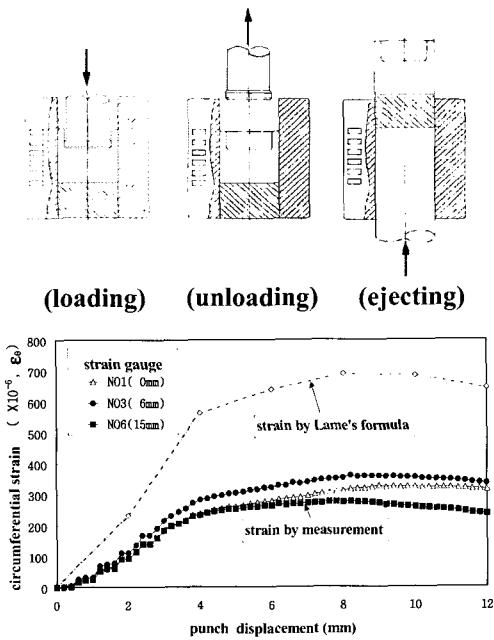 (loading) (unloading) (ejecting)
800
700
600
500
400
300
200
100
0
circumferential strain ( X10⁻⁶, εθ)
strain gauge
NO1( 0mm)
NO3( 6mm)
NO6(15mm)
strain by Lame's formula
strain by measurement
0 2 4 6 8 10 12
punch displacement (mm)